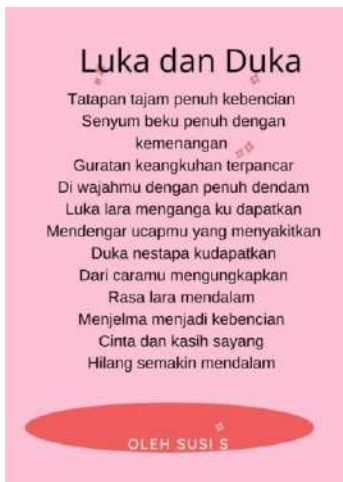 Luka dan Duka
Tatapan tajam penuh kebencian
Senyum beku penuh dengan
kemenangan
Guratan keangkuhan terpancar
Di wajahmu dengan penuh dendam
Luka lara menganga ku dapatkan
Mendengar ucapmu yang menyakitkan
Duka nestapa kudapatkan
Dari caramu mengungkapkan
Rasa lara mendalam
Menjelma menjadi kebencian
Cinta dan kasih sayang
Hilang semakin mendalam
OLEH SUSI S